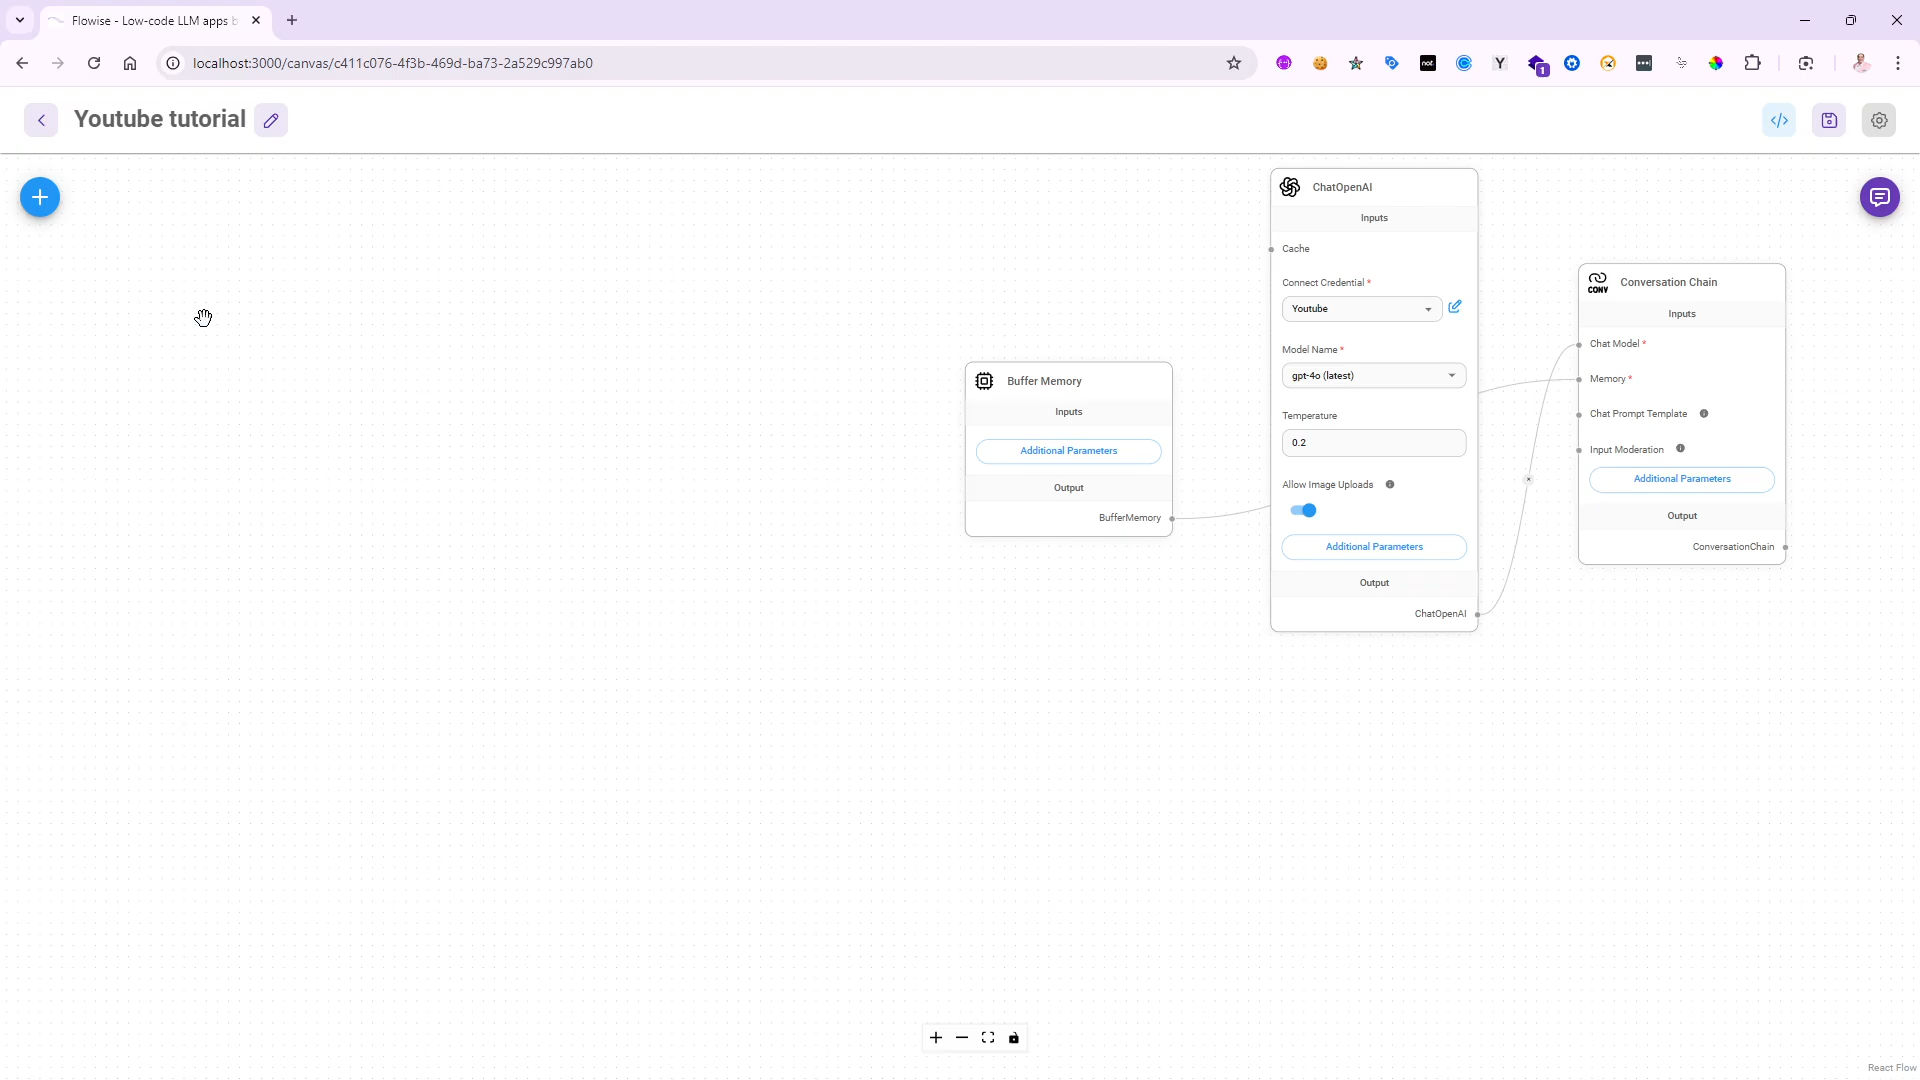 Flowise - Low-code LLM apps b
localhost:3000/canvas/c411c076-4f3b-469d-ba73-2a529c997ab0
not.
Y
1
Youtube tutorial
</>
ChatOpenAI
Inputs
Cache
Connect Credential *
Youtube
Model Name *
gpt-4o (latest)
Temperature
0.2
Allow Image Uploads
Additional Parameters
Output
ChatOpenAI
Buffer Memory
Inputs
Additional Parameters
Output
BufferMemory
CONV
Conversation Chain
Inputs
Chat Model *
Memory *
Chat Prompt Template
Input Moderation
Additional Parameters
Output
ConversationChain
React Flow